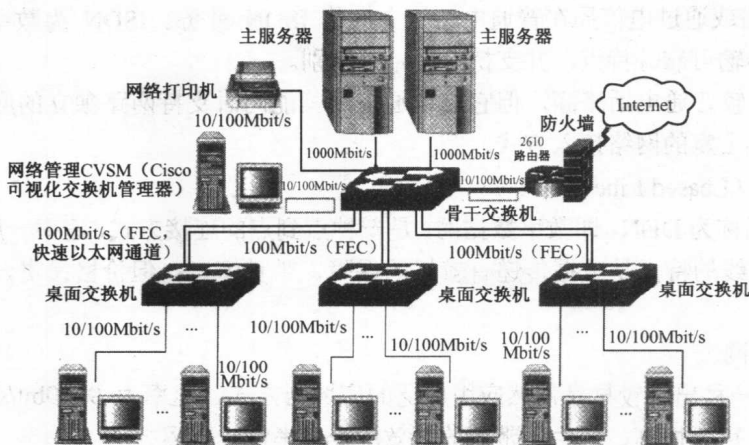 主服务器
主服务器
网络打印机
10/100Mbit/s
Internet
防火墙
2610
路由器
1000Mbit/s
1000Mbit/s
网络管理CVSM（Cisco
可视化交换机管理器）
10/100Mbit/s
10/100Mbit/s
骨干交换机
100Mbit/s（FEC，
快速以太网通道）
100Mbit/s（FEC）
100Mbit/s（FEC）
桌面交换机
桌面交换机
桌面交换机
10/100Mbit/s
...
10/100
Mbit/s
10/100Mbit/s
...
10/100Mbit/s
10/100
Mbit/s
...
10/100Mbit/s
...
...
...